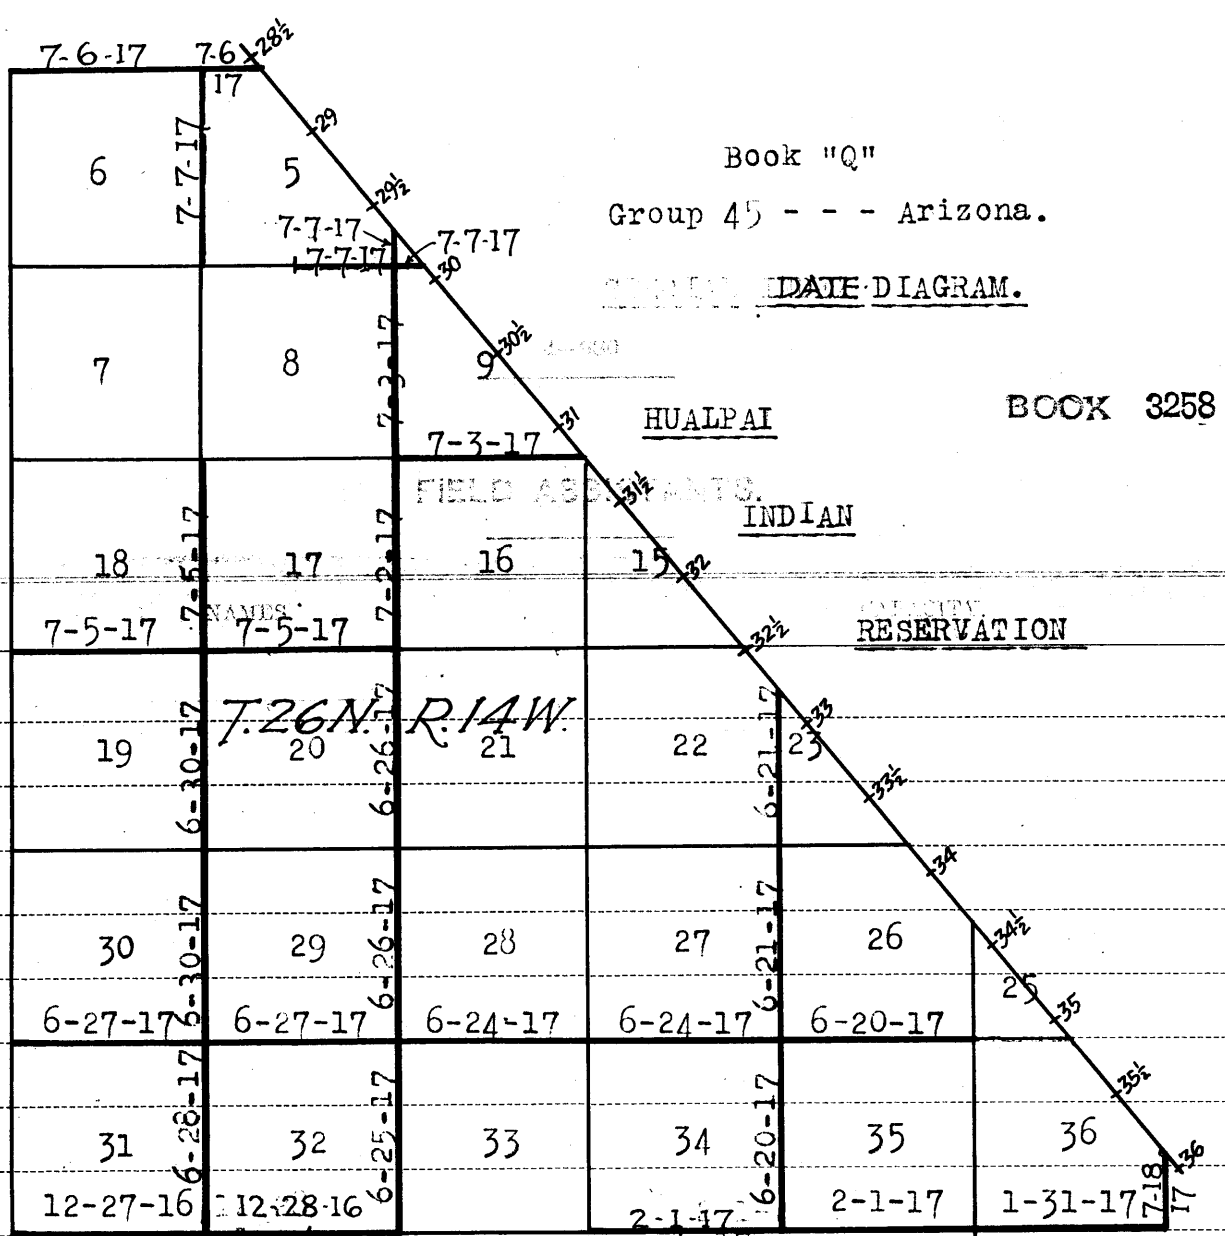 7-6-17 7-6 28½
17
29
7-7-17
6 5
Book "Q"
29½
Group 45 - - - Arizona.
7-7-17 7-7-17
7-7-17
30
DATE DIAGRAM.
7-3-17
30½
7 8 9
31
HUALPAI
BOOK 3258
7-3-17
FIELD ASSISTANTS.
31½
INDIAN
7-5-17 7-2-17
18 17 16 15 32
NAMES
CAPACITY
7-5-17 7-5-17
32½
RESERVATION
T.26N. R.14W.
6-30-17 6-26-17 6-21-17
33
19 20 21 22 23
33½
34
6-30-17 6-26-17 6-21-17
30 29 28 27 26
34½
25
6-27-17 6-27-17 6-24-17 6-24-17 6-20-17
35
35½
6-28-17 6-25-17 6-20-17
31 32 33 34 35 36
36
7-18
17
12-27-16 12-28-16 2-1-17 2-1-17 1-31-17